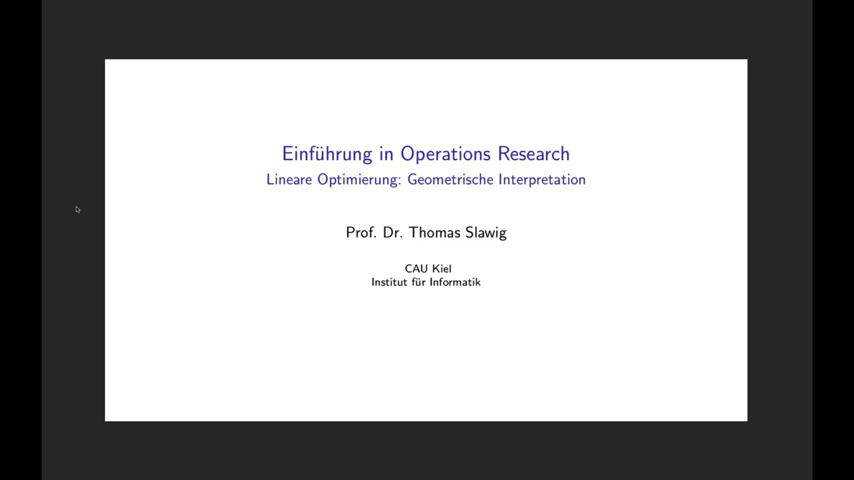 Einführung in Operations Research
Lineare Optimierung: Geometrische Interpretation
Prof. Dr. Thomas Slawig
CAU Kiel
Institut für Informatik